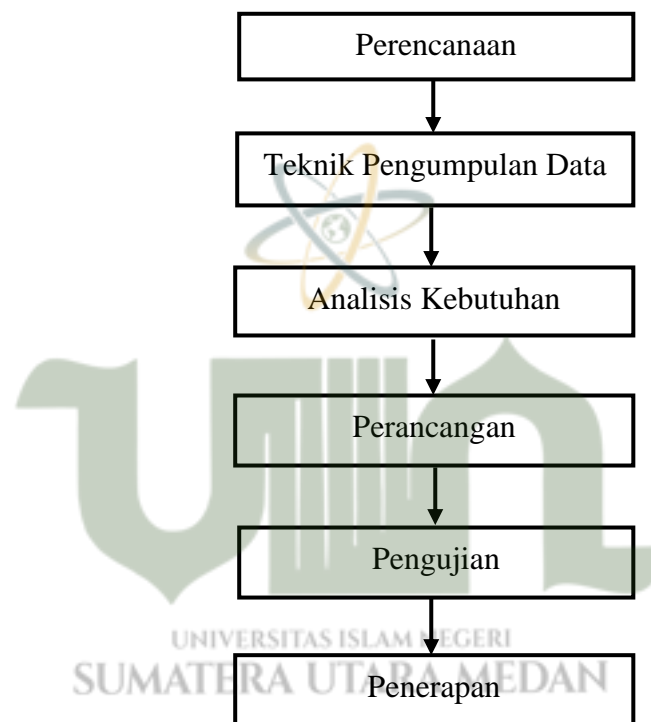 Perencanaan
Teknik Pengumpulan Data
Analisis Kebutuhan
Perancangan
Pengujian
UNIVERSITAS ISLAM NEGERI
SUMATERA UTARA MEDAN
Penerapan